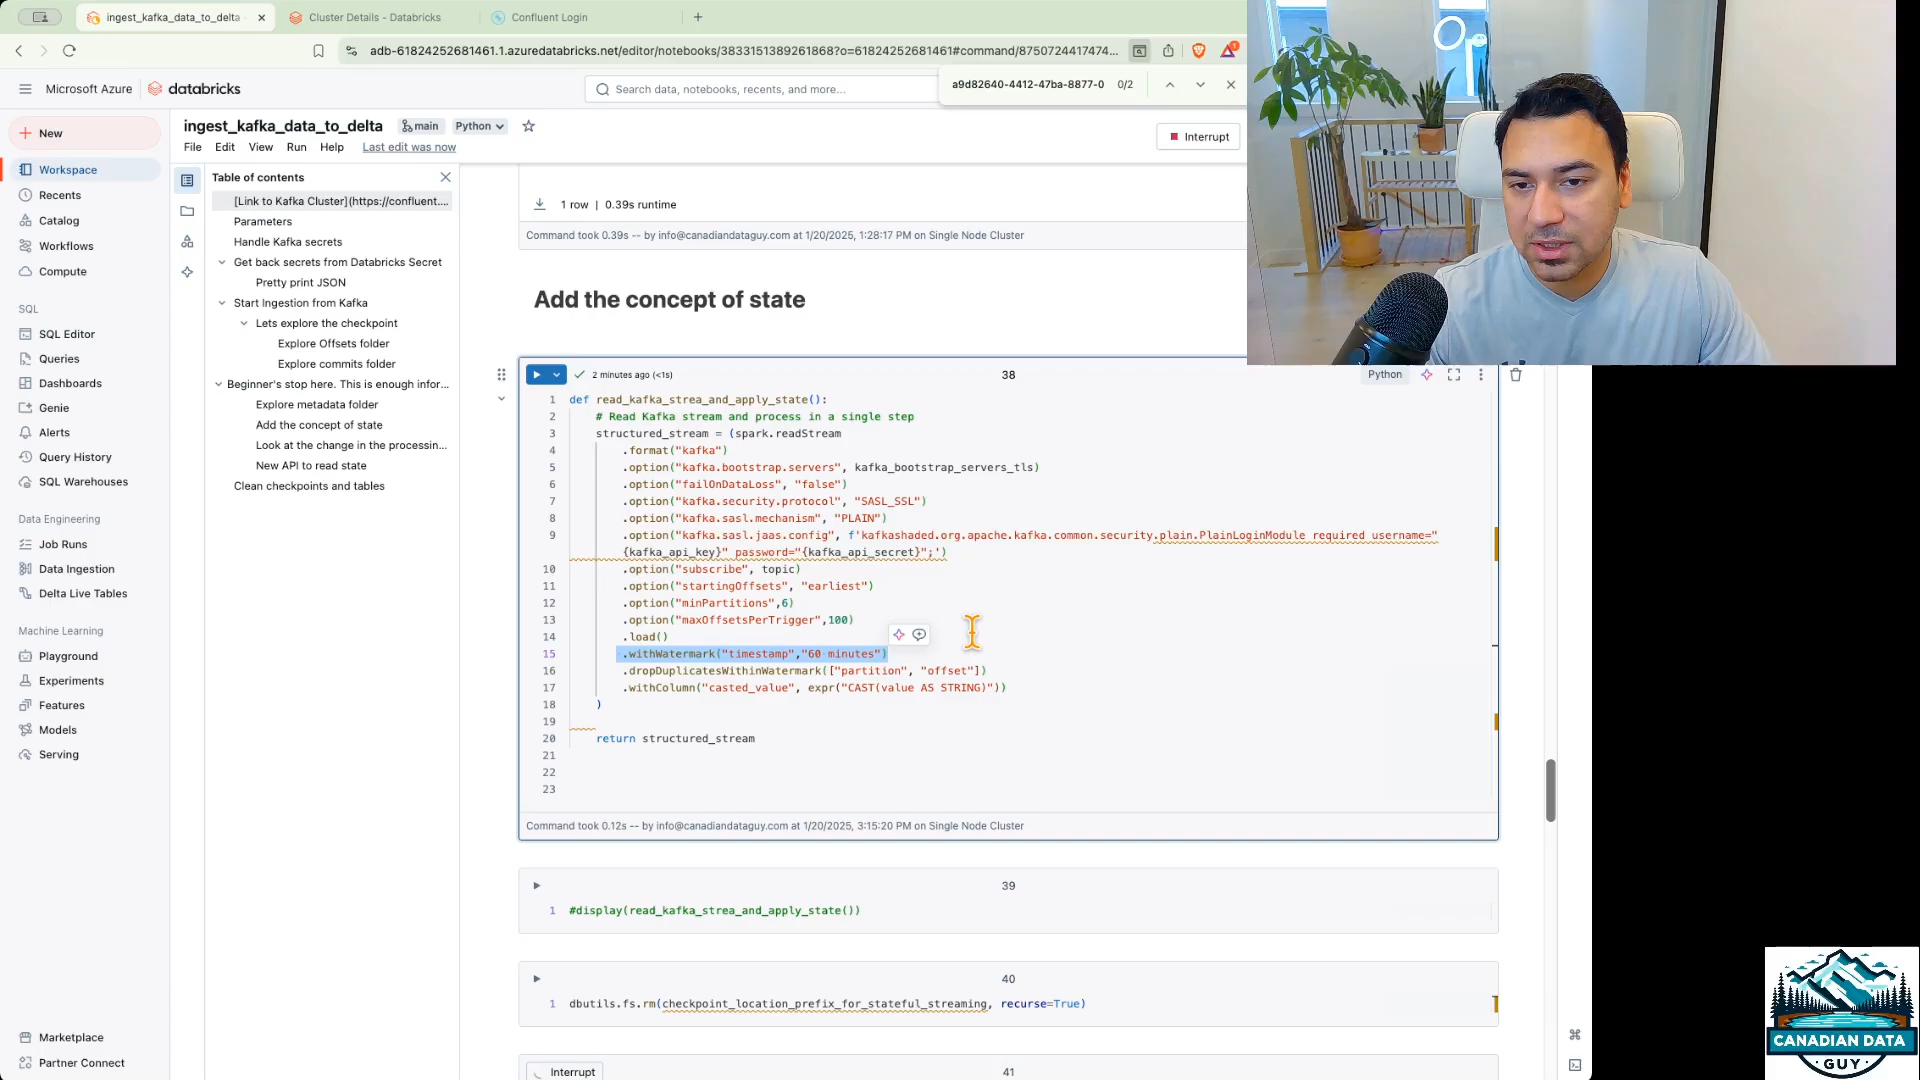 ingest_kafka_data_to_delta
Cluster Details - Databricks
Confluent Login
adb-61824252681461.1.azuredatabricks.net/editor/notebooks/383315138926186​8?o=61824252681461#command/8750724417474...
Microsoft Azure
databricks
Search data, notebooks, recents, and more...
a9d82640-4412-47ba-8877-0 0/2
New
Workspace
Recents
Catalog
Workflows
Compute
SQL
SQL Editor
Queries
Dashboards
Genie
Alerts
Query History
SQL Warehouses
Data Engineering
Job Runs
Data Ingestion
Delta Live Tables
Machine Learning
Playground
Experiments
Features
Models
Serving
Marketplace
Partner Connect
ingest_kafka_data_to_delta main Python
File Edit View Run Help Last edit was now
Interrupt
Table of contents
[Link to Kafka Cluster](https://confluent....
Parameters
Handle Kafka secrets
Get back secrets from Databricks Secret
Pretty print JSON
Start Ingestion from Kafka
Lets explore the checkpoint
Explore Offsets folder
Explore commits folder
Beginner's stop here. This is enough infor...
Explore metadata folder
Add the concept of state
Look at the change in the processin...
New API to read state
Clean checkpoints and tables
1 row | 0.39s runtime
Command took 0.39s -- by info@canadiandataguy.com at 1/20/2025, 1:28:17 PM on Single Node Cluster
Add the concept of state
2 minutes ago (<1s)
38
Python
1 def read_kafka_strea_and_apply_state():
2 # Read Kafka stream and process in a single step
3 structured_stream = (spark.readStream
4 .format("kafka")
5 .option("kafka.bootstrap.servers", kafka_bootstrap_servers_tls)
6 .option("failOnDataLoss", "false")
7 .option("kafka.security.protocol", "SASL_SSL")
8 .option("kafka.sasl.mechanism", "PLAIN")
9 .option("kafka.sasl.jaas.config", f'kafkashaded.org.apache.kafka.common.security.plain.PlainLoginModule required username="
{kafka_api_key}" password="{kafka_api_secret}";')
10 .option("subscribe", topic)
11 .option("startingOffsets", "earliest")
12 .option("minPartitions",6)
13 .option("maxOffsetsPerTrigger",100)
14 .load()
15 .withWatermark("timestamp","60 minutes")
16 .dropDuplicatesWithinWatermark(["partition", "offset"])
17 .withColumn("casted_value", expr("CAST(value AS STRING)"))
18 )
19
20 return structured_stream
21
22
23
Command took 0.12s -- by info@canadiandataguy.com at 1/20/2025, 3:15:20 PM on Single Node Cluster
39
1 #display(read_kafka_strea_and_apply_state())
40
1 dbutils.fs.rm(checkpoint_location_prefix_for_stateful_streaming, recurse=True)
Interrupt
41
CANADIAN DATA
GUY